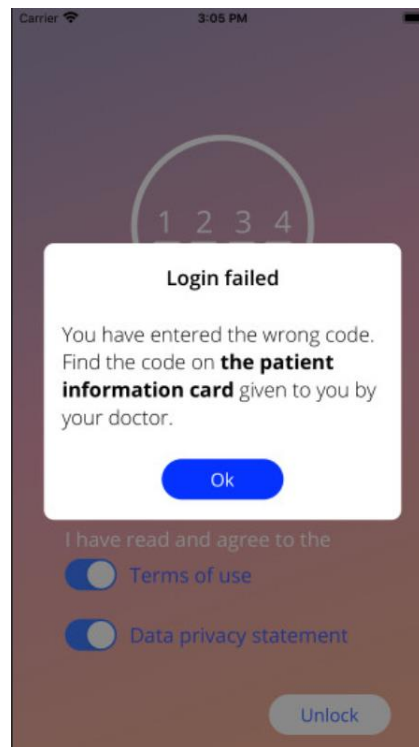 Carrier 3:05 PM
1 2 3 4
Login failed
You have entered the wrong code.
Find the code on the patient
information card given to you by
your doctor.
Ok
I have read and agree to the
Terms of use
Data privacy statement
Unlock